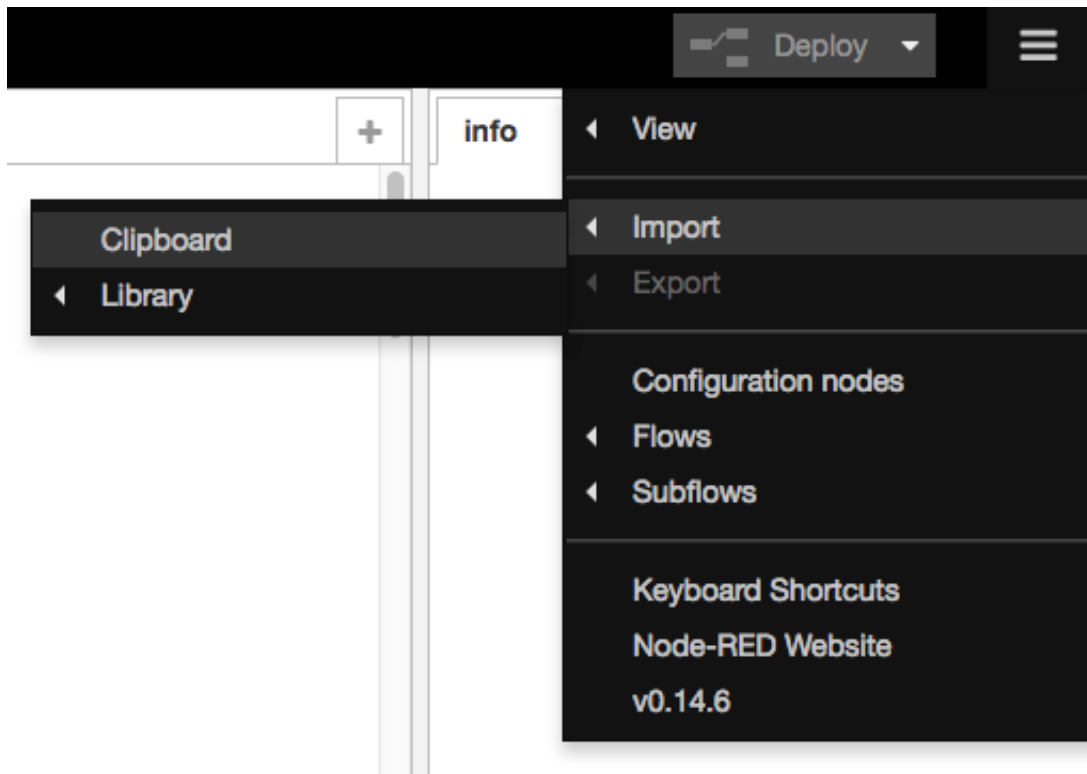 Deploy
info
View
Clipboard
Library
Import
Export
Configuration nodes
Flows
Subflows
Keyboard Shortcuts
Node-RED Website
v0.14.6